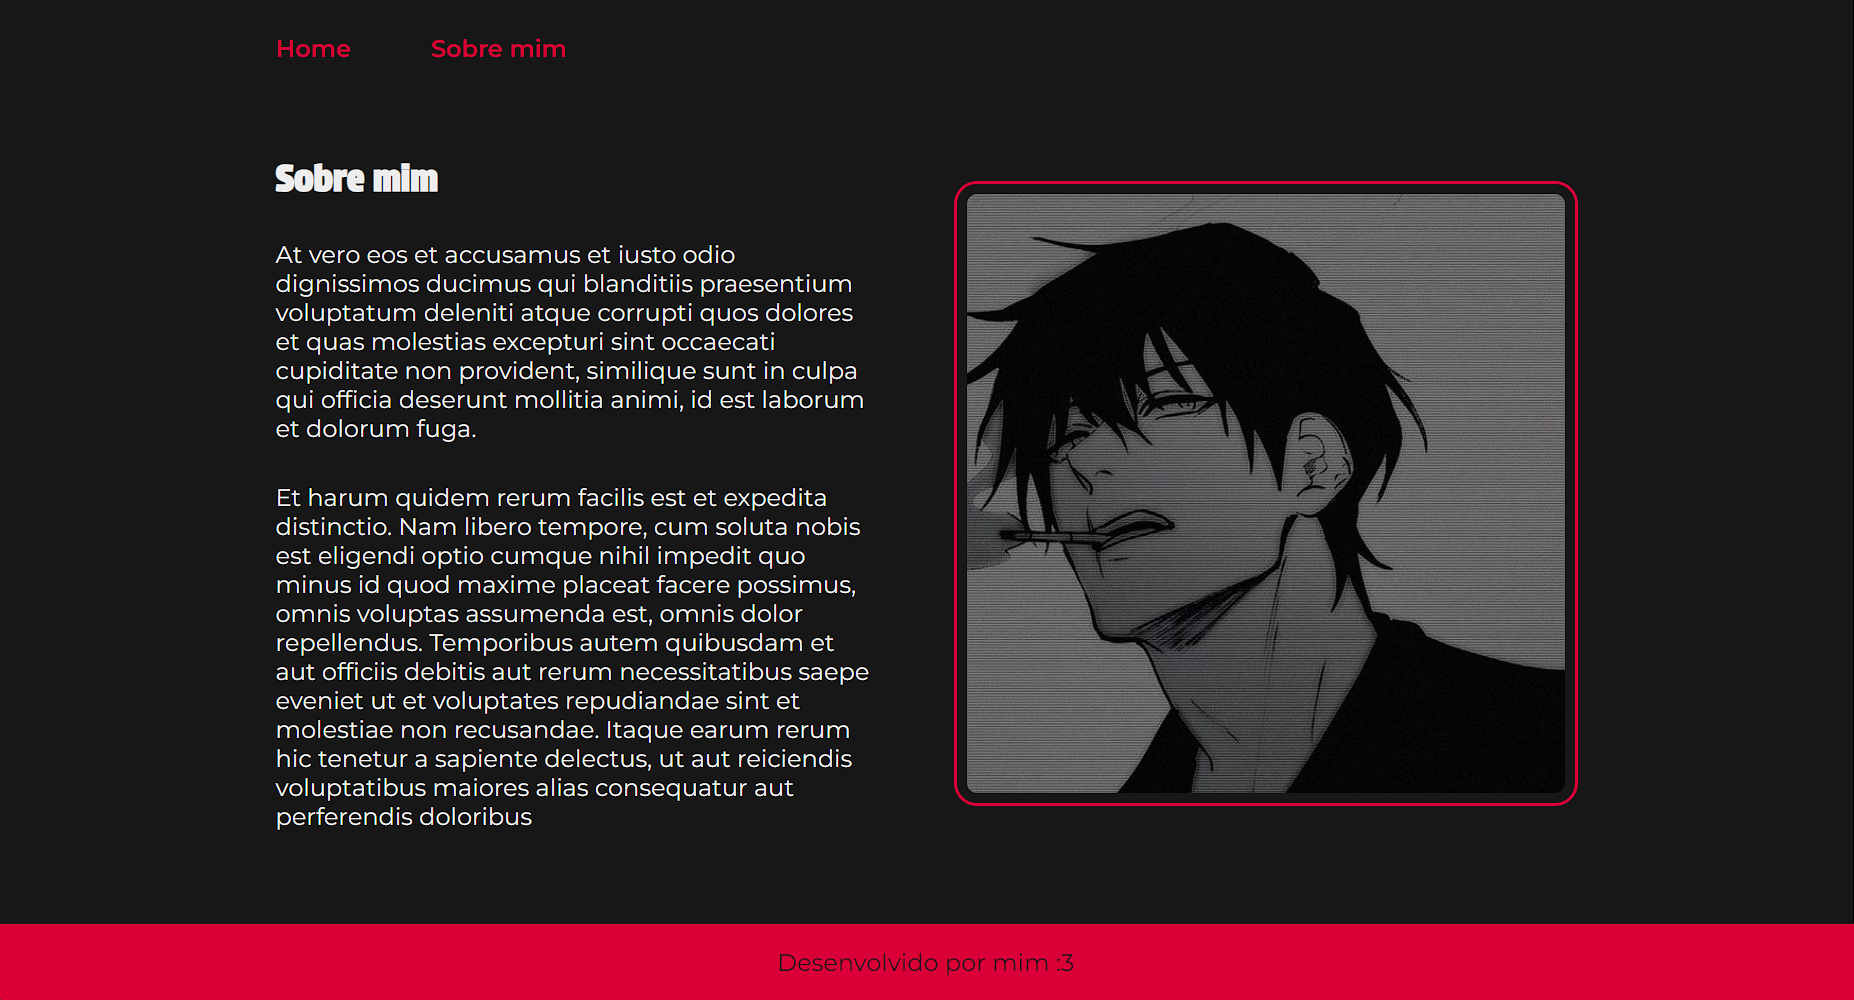 Home Sobre mim
Sobre mim
At vero eos et accusamus et iusto odio
dignissimos ducimus qui blanditiis praesentium
voluptatum deleniti atque corrupti quos dolores
et quas molestias excepturi sint occaecati
cupiditate non provident, similique sunt in culpa
qui officia deserunt mollitia animi, id est laborum
et dolorum fuga.
Et harum quidem rerum facilis est et expedita
distinctio. Nam libero tempore, cum soluta nobis
est eligendi optio cumque nihil impedit quo
minus id quod maxime placeat facere possimus,
omnis voluptas assumenda est, omnis dolor
repellendus. Temporibus autem quibusdam et
aut officiis debitis aut rerum necessitatibus saepe
eveniet ut et voluptates repudiandae sint et
molestiae non recusandae. Itaque earum rerum
hic tenetur a sapiente delectus, ut aut reiciendis
voluptatibus maiores alias consequatur aut
perferendis doloribus
Desenvolvido por mim :3